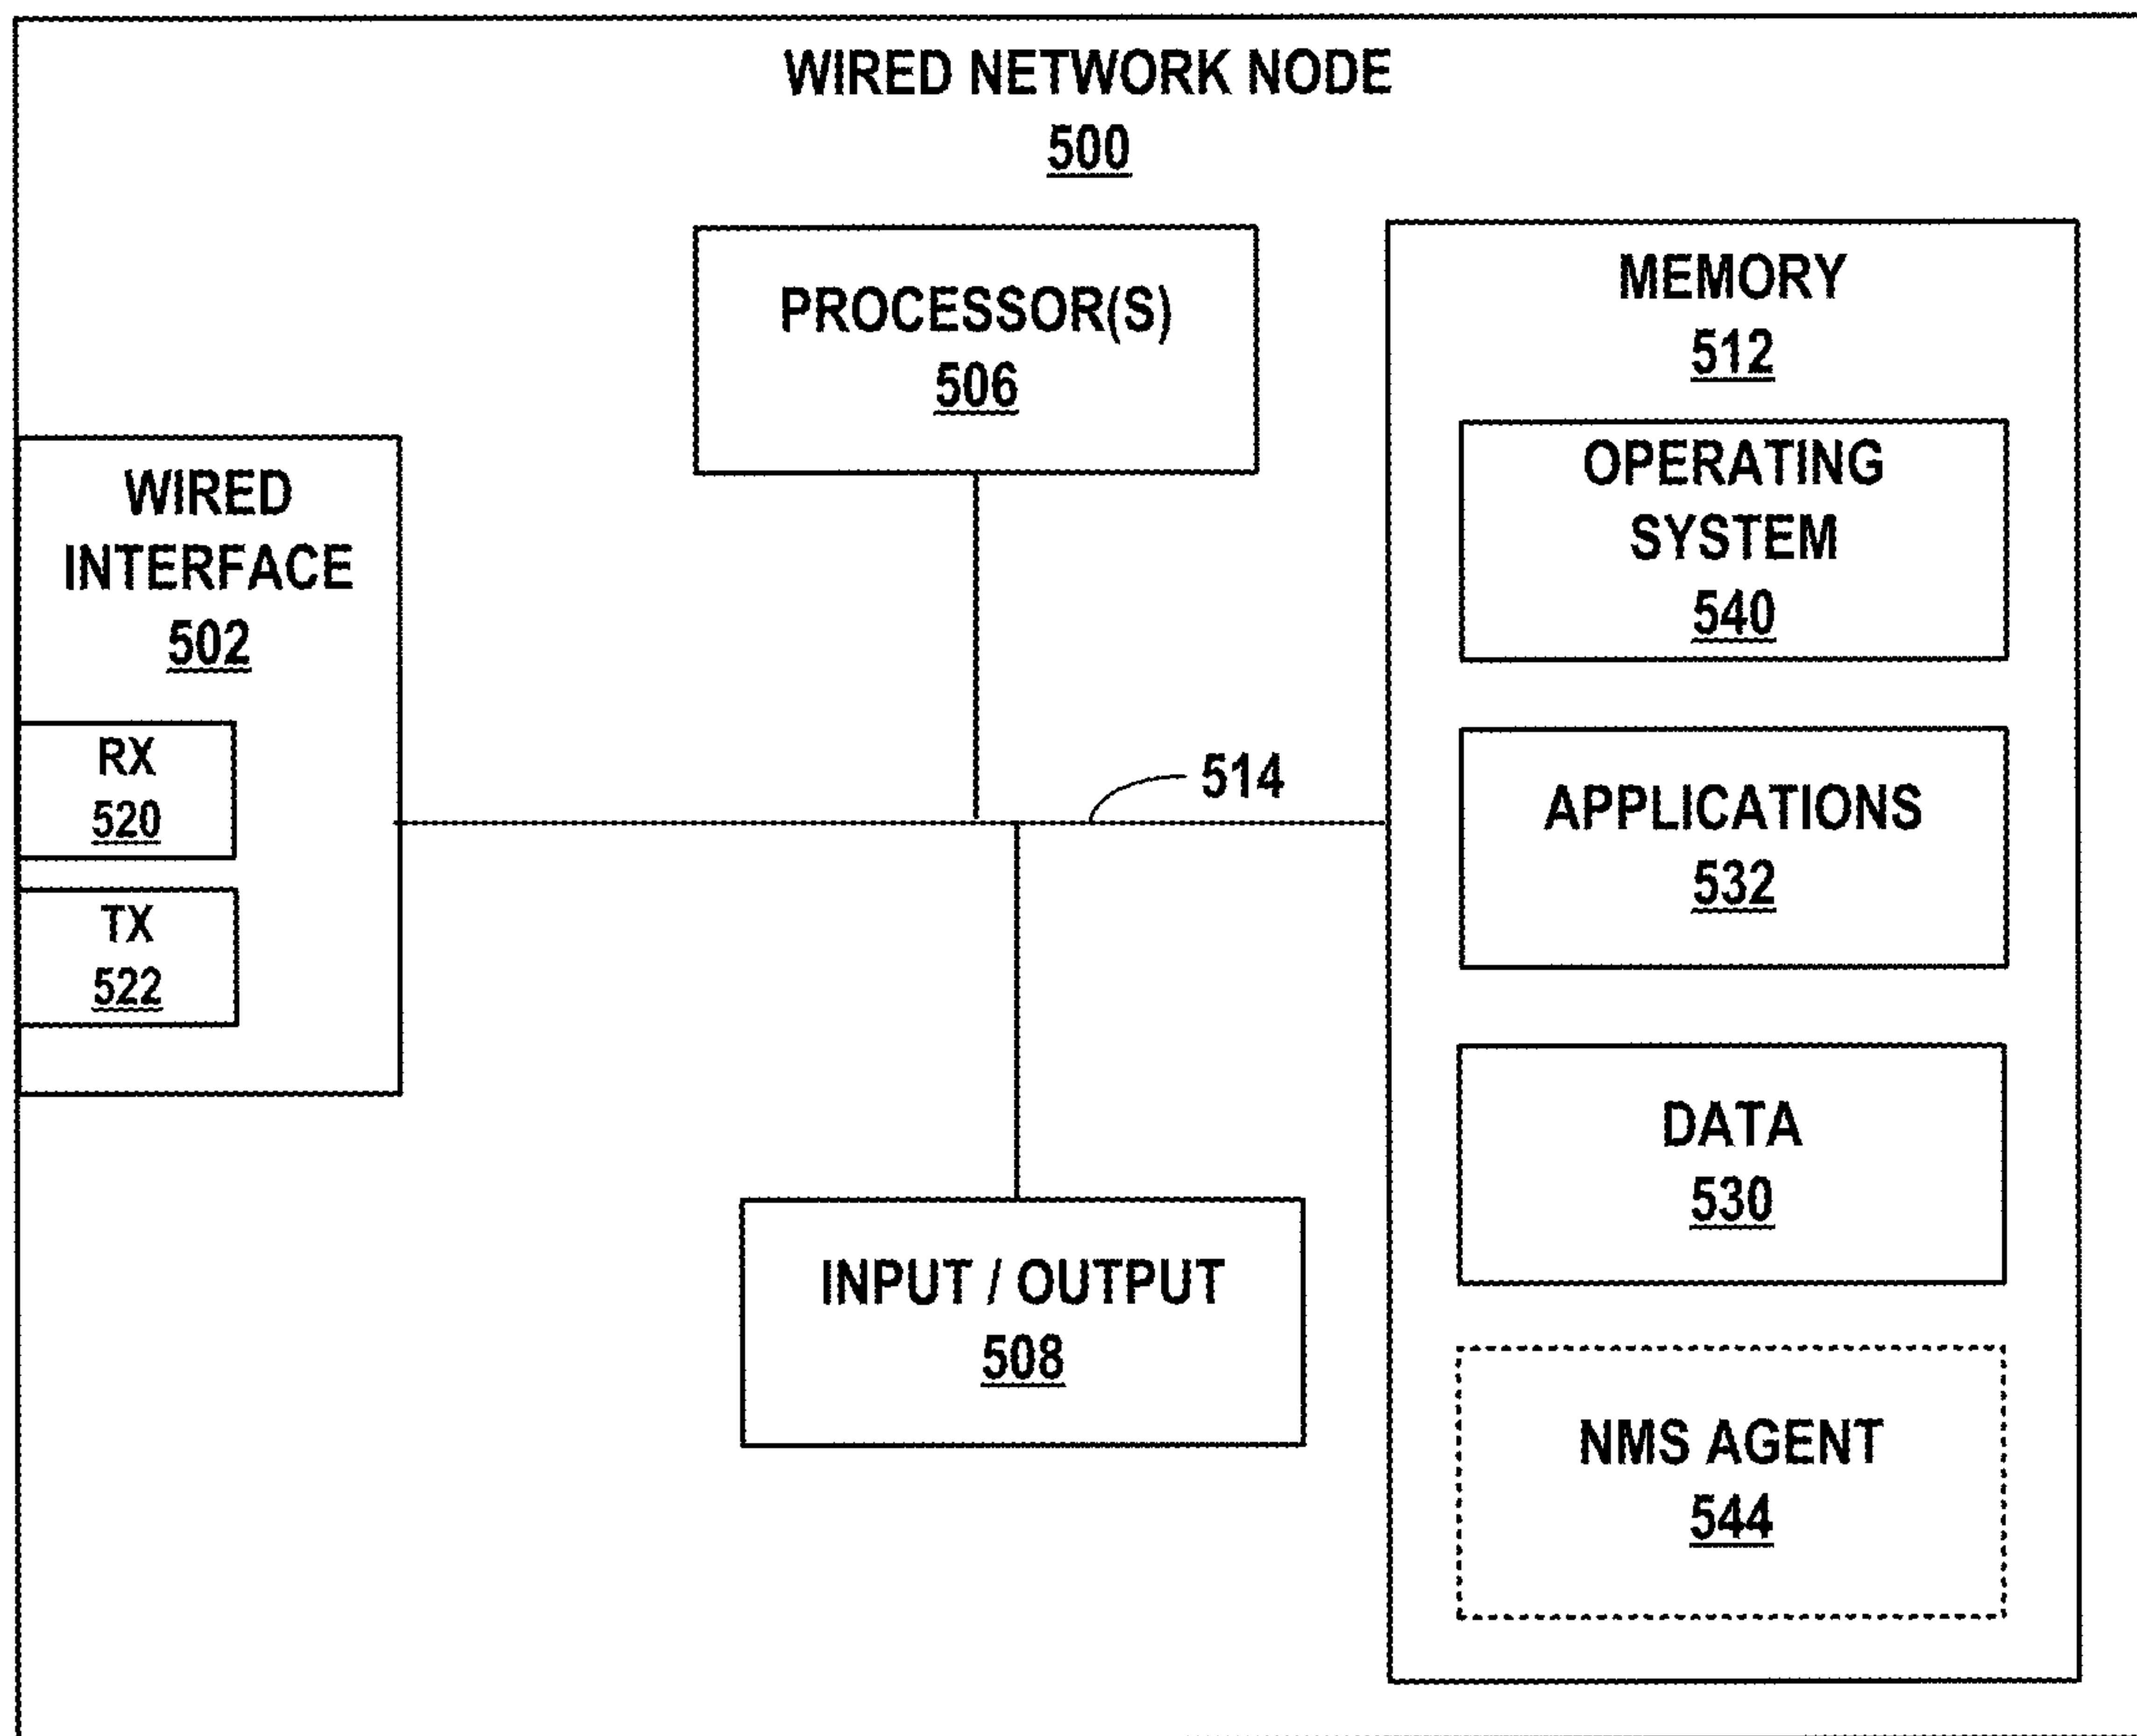 WIRED NETWORK NODE
500
PROCESSOR(S)
506
MEMORY
512
OPERATING
SYSTEM
540
WIRED
INTERFACE
502
RX
520
TX
522
514
APPLICATIONS
532
DATA
530
INPUT / OUTPUT
508
NMS AGENT
544